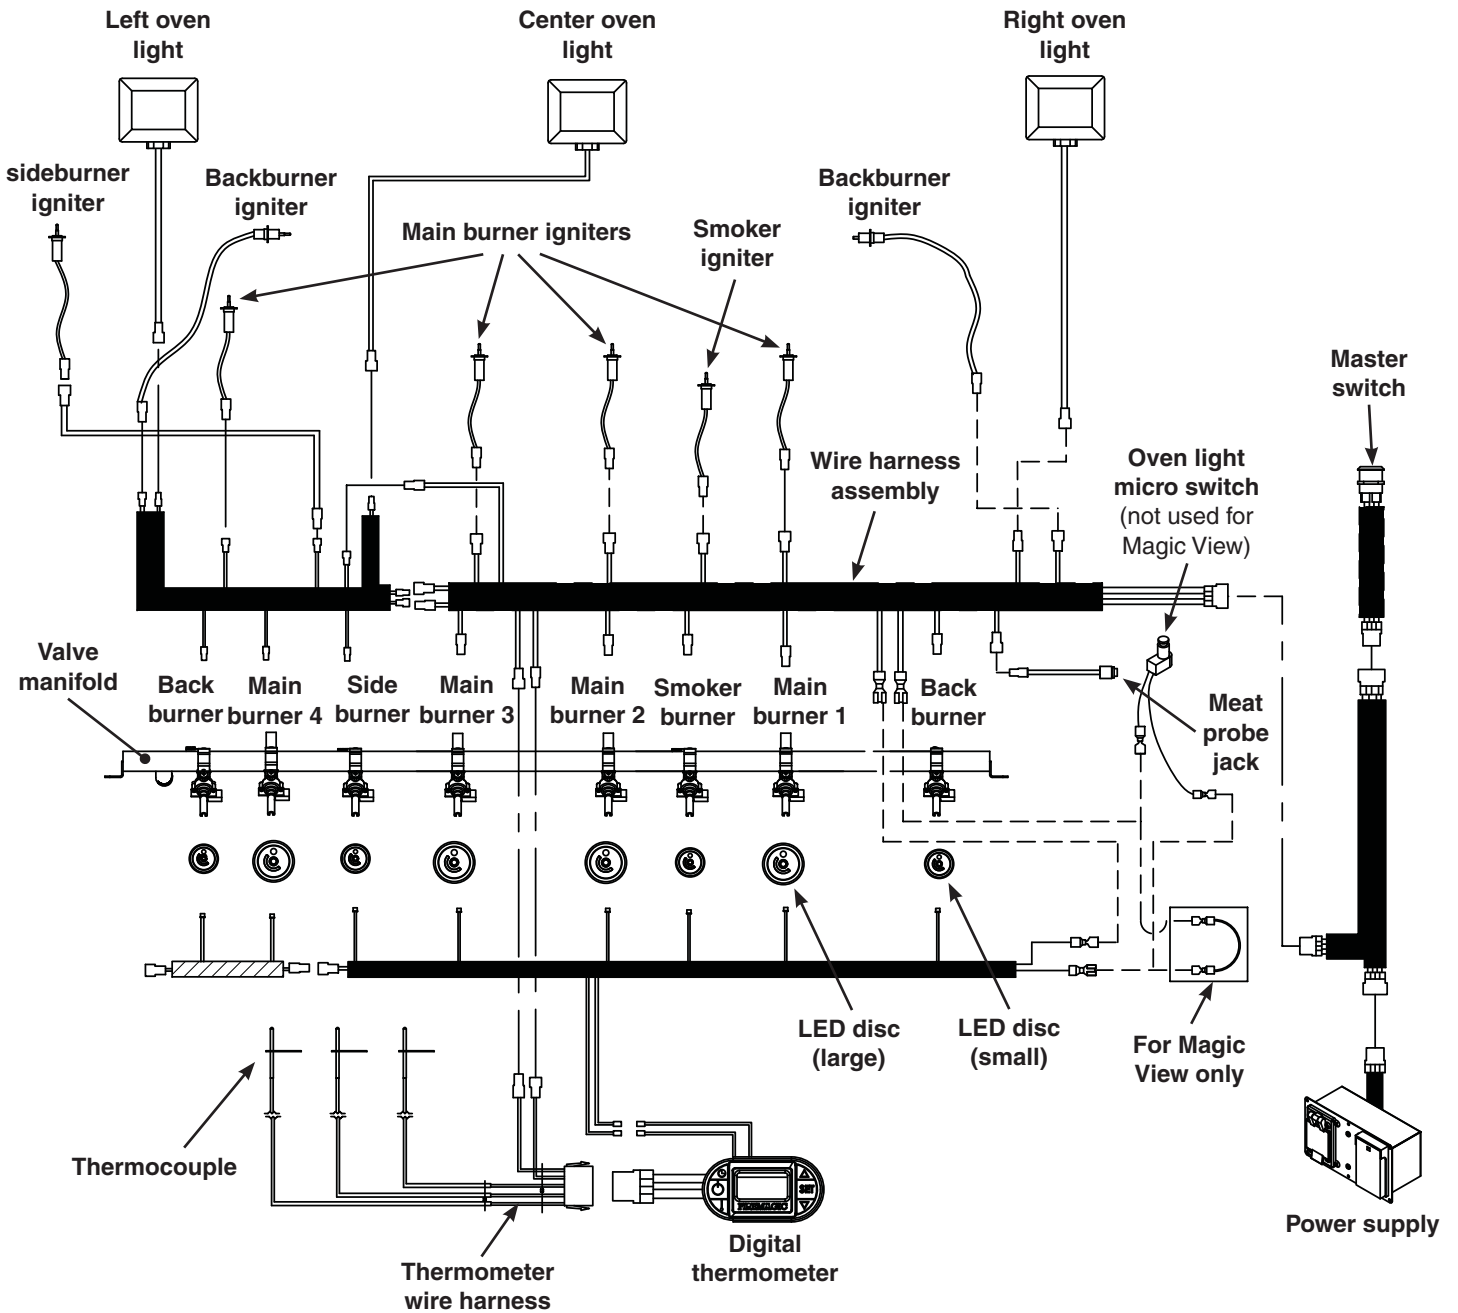 Left oven
light
Center oven
light
Right oven
light
sideburner
igniter
Backburner
igniter
Main burner igniters
Smoker
igniter
Backburner
igniter
Master
switch
Wire harness
assembly
Oven light
micro switch
(not used for
Magic View)
Valve
manifold
Back
burner
Main
burner 4
Side
burner
Main
burner 3
Main
burner 2
Smoker
burner
Main
burner 1
Back
burner
Meat
probe
jack
LED disc
(large)
LED disc
(small)
For Magic
View only
Thermocouple
SET
Power supply
Digital
thermometer
Thermometer
wire harness